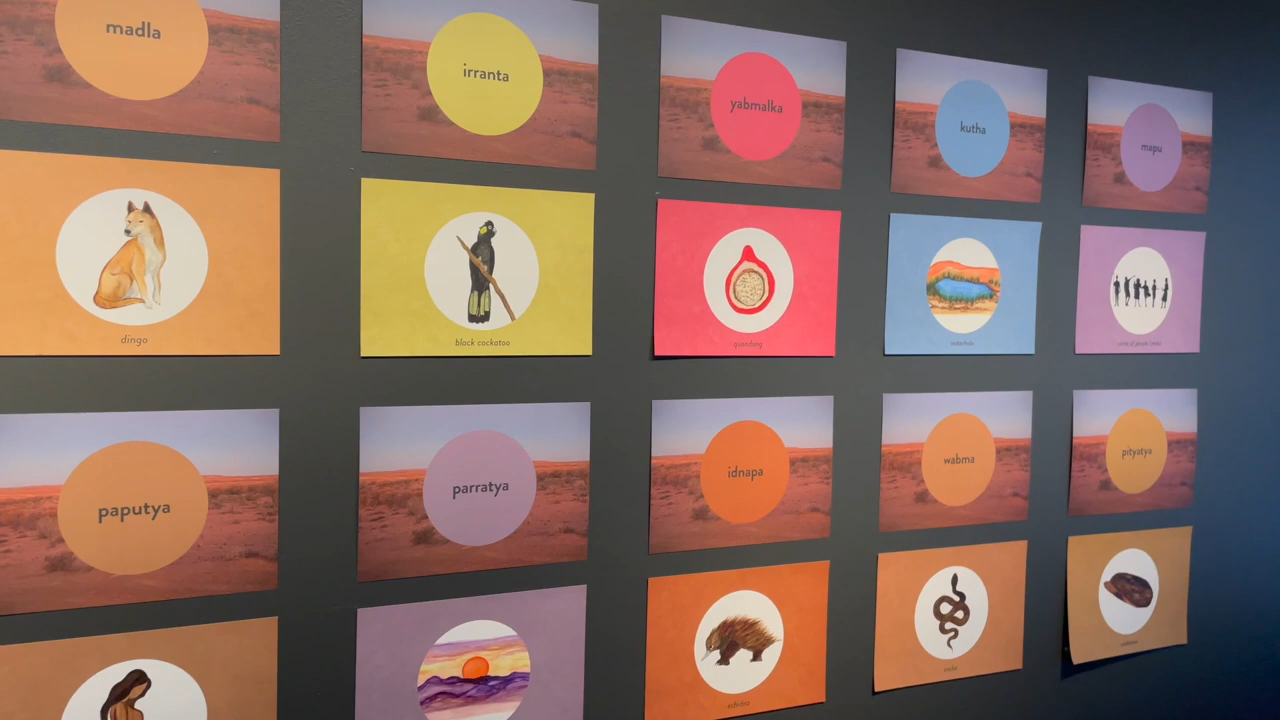 madla
irranta
yabmalka
kutha
mapu
dingo
black cockatoo
quandong
waterhole
paputya
parratya
idnapa
wabma
pityatya
echidna
snake